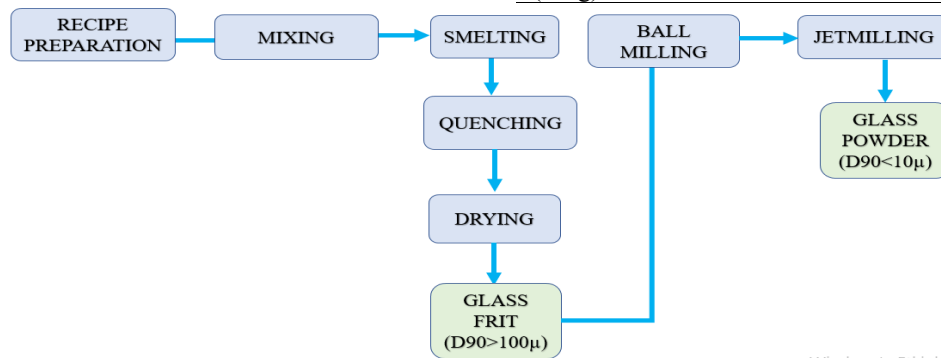 RECIPE
PREPARATION
MIXING
SMELTING
QUENCHING
DRYING
GLASS
FRIT
(D90>100µ)
BALL
MILLING
JETMILLING
GLASS
POWDER
(D90<10µ)